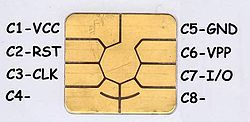 C1-VCC
C2-RST
C3-CLK
C4-
C5-GND
C6-VPP
C7-I/O
C8-